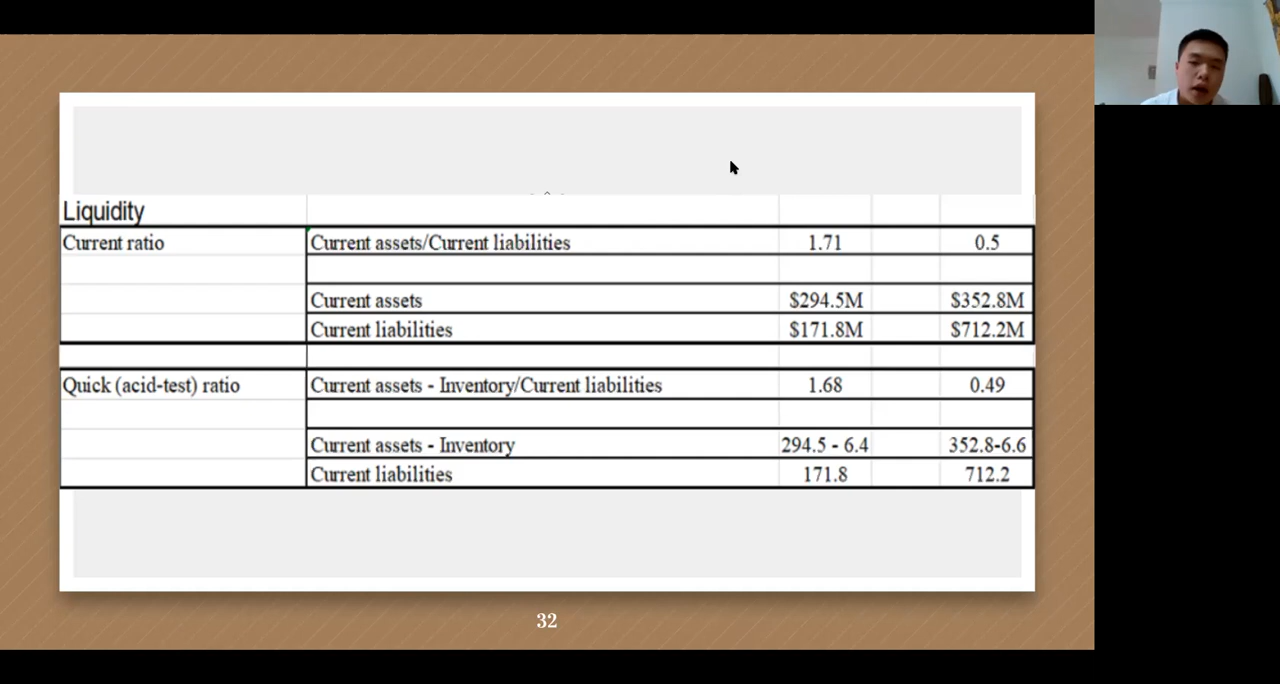 Liquidity
Current ratio Current assets/Current liabilities 1.71 0.5
Current assets $294.5M $352.8M
Current liabilities $171.8M $712.2M
Quick (acid-test) ratio Current assets - Inventory/Current liabilities 1.68 0.49
Current assets - Inventory 294.5 - 6.4 352.8-6.6
Current liabilities 171.8 712.2
32